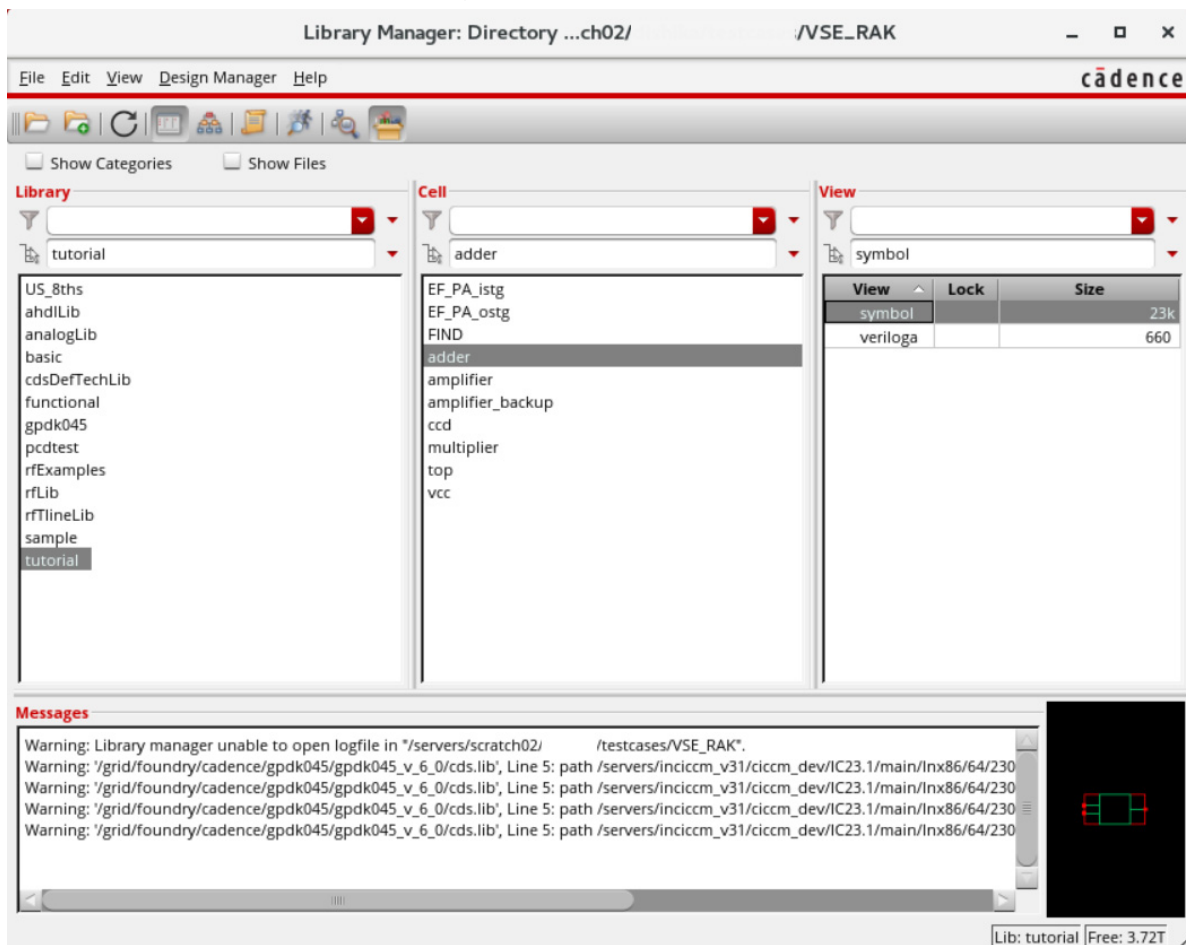 Library Manager: Directory ...ch02/ /VSE_RAK
File Edit View Design Manager Help
cādence
Show Categories Show Files
Library
tutorial
US_8ths
ahdlLib
analogLib
basic
cdsDefTechLib
functional
gpdk045
pcdtest
rfExamples
rfLib
rfTlineLib
sample
tutorial
Cell
adder
EF_PA_istg
EF_PA_ostg
FIND
adder
amplifier
amplifier_backup
ccd
multiplier
top
vcc
View
symbol
View Lock Size
symbol 23k
veriloga 660
Messages
Warning: Library manager unable to open logfile in "/servers/scratch02/ /testcases/VSE_RAK".
Warning: '/grid/foundry/cadence/gpdk045/gpdk045_v_6_0/cds.lib', Line 5: path /servers/inciccm_v31/ciccm_dev/IC23.1/main/lnx86/64/230
Warning: '/grid/foundry/cadence/gpdk045/gpdk045_v_6_0/cds.lib', Line 5: path /servers/inciccm_v31/ciccm_dev/IC23.1/main/lnx86/64/230
Warning: '/grid/foundry/cadence/gpdk045/gpdk045_v_6_0/cds.lib', Line 5: path /servers/inciccm_v31/ciccm_dev/IC23.1/main/lnx86/64/230
Warning: '/grid/foundry/cadence/gpdk045/gpdk045_v_6_0/cds.lib', Line 5: path /servers/inciccm_v31/ciccm_dev/IC23.1/main/lnx86/64/230
Lib: tutorial Free: 3.72T